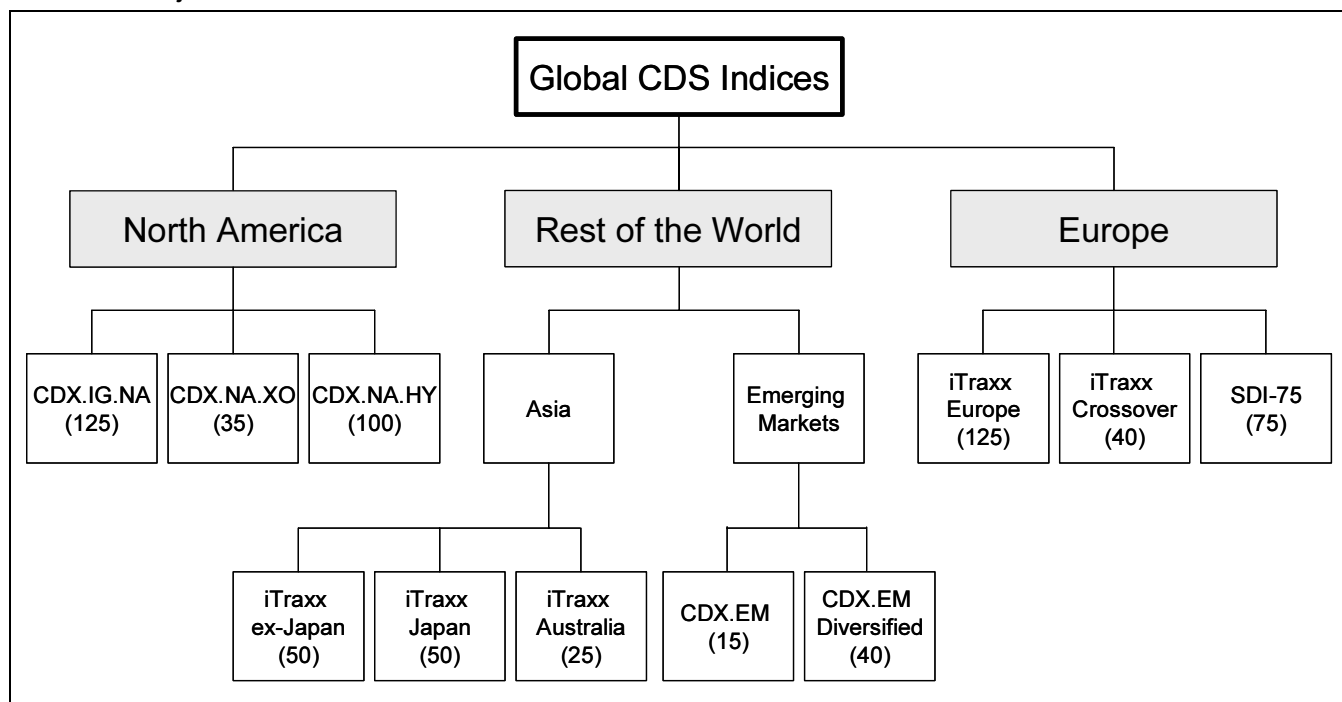 Global CDS Indices
North America
Rest of the World
Europe
CDX.IG.NA
(125)
CDX.NA.XO
(35)
CDX.NA.HY
(100)
Asia
Emerging
Markets
iTraxx
Europe
(125)
iTraxx
Crossover
(40)
SDI-75
(75)
iTraxx
ex-Japan
(50)
iTraxx
Japan
(50)
iTraxx
Australia
(25)
CDX.EM
(15)
CDX.EM
Diversified
(40)